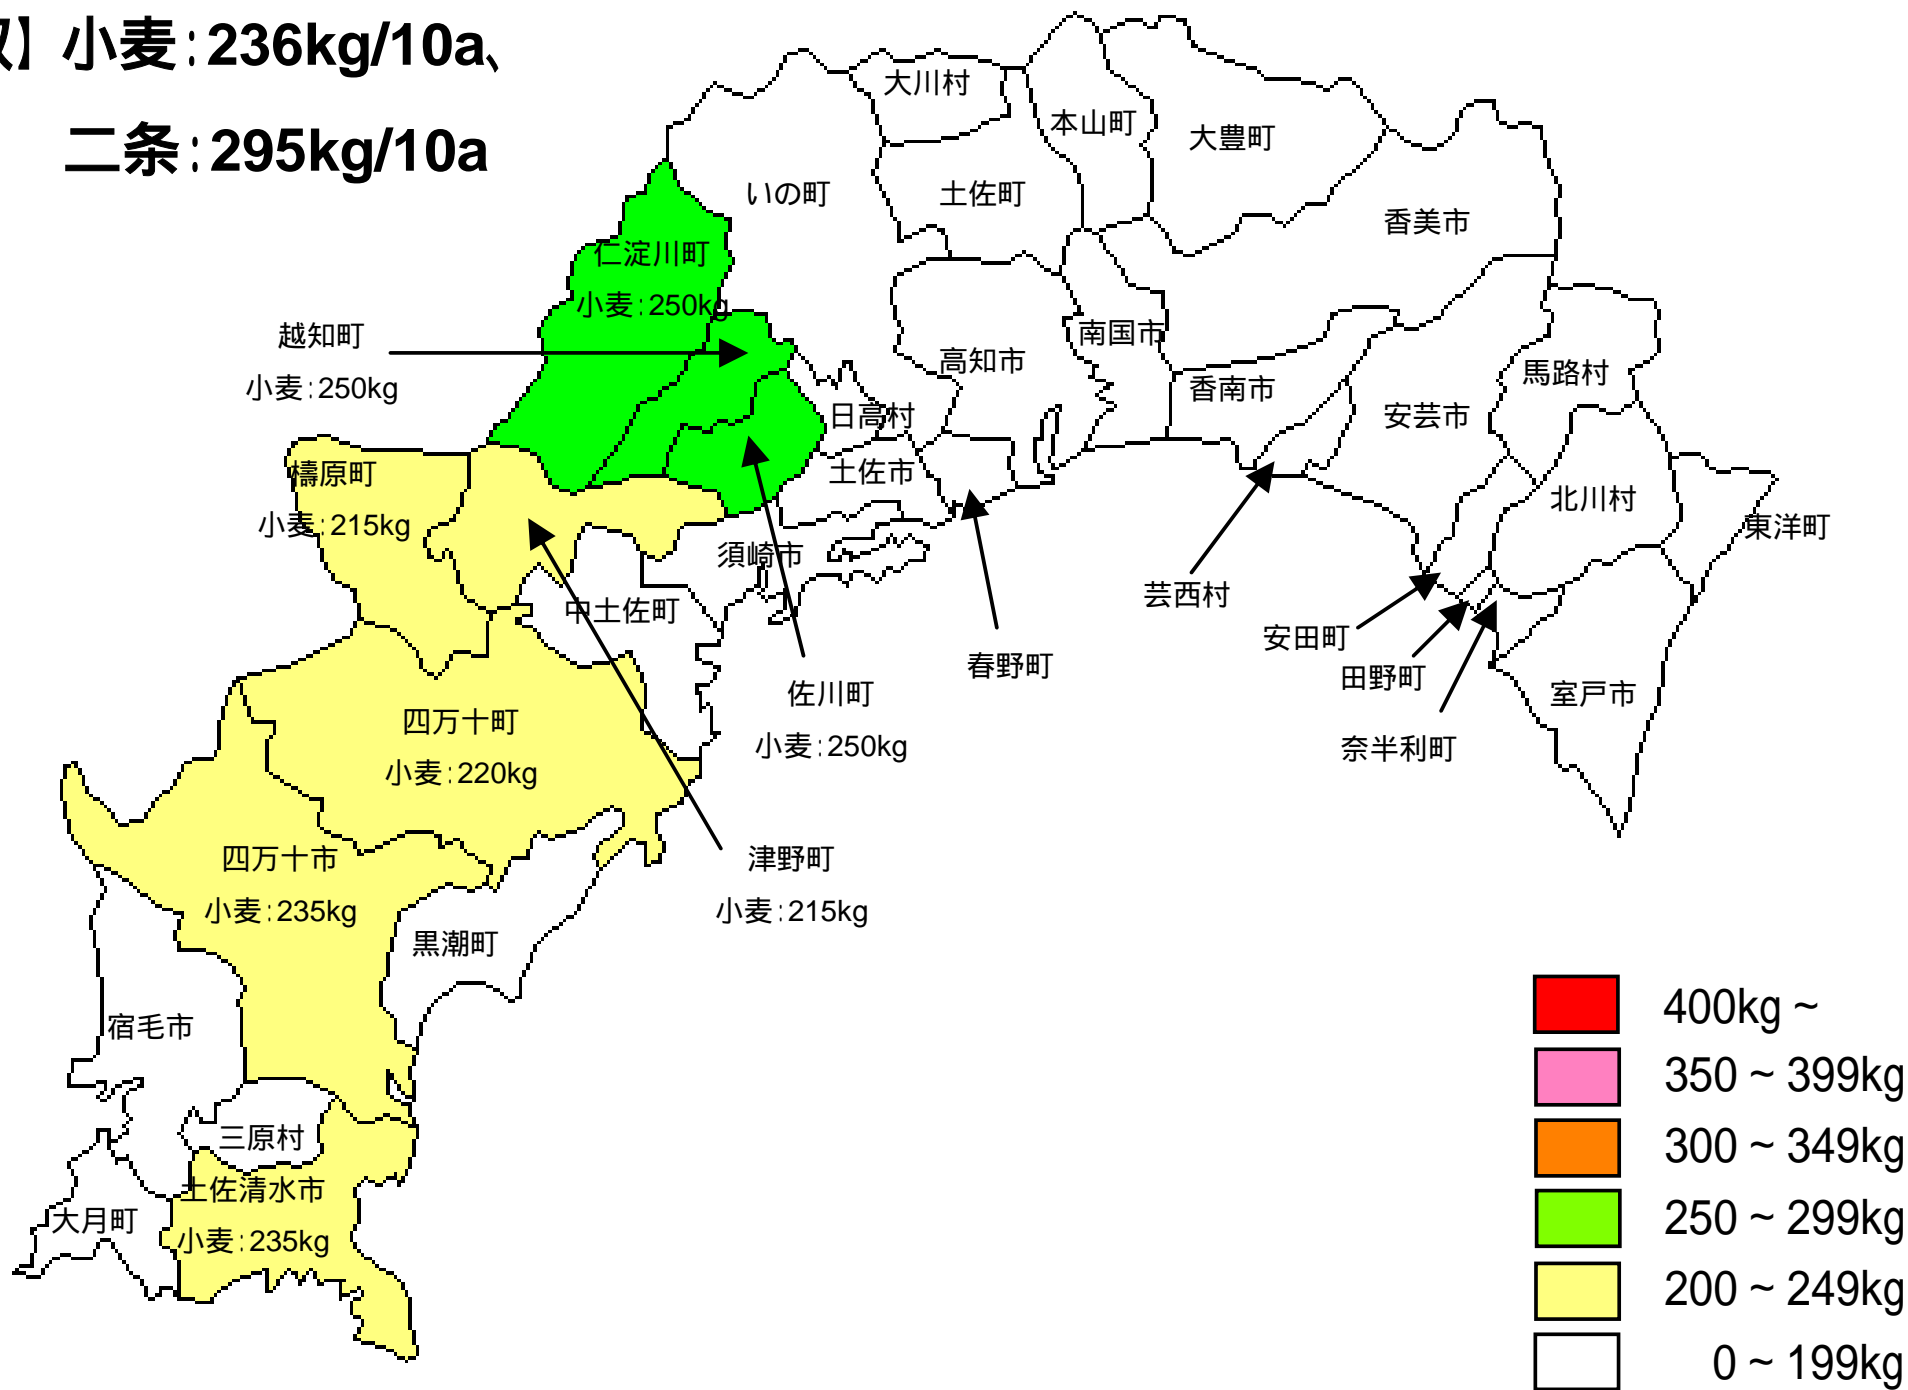 】小麦:236kg/10a、
二条:295kg/10a
大川村
本山町
大豊町
いの町
土佐町
香美市
仁淀川町
小麦:250kg
越知町
小麦:250kg
高知市
南国市
香南市
馬路村
安芸市
日高村
土佐市
檮原町
小麦:215kg
北川村
東洋町
須崎市
中土佐町
芸西村
安田町
田野町
奈半利町
春野町
室戸市
佐川町
小麦:250kg
四万十町
小麦:220kg
津野町
小麦:215kg
四万十市
小麦:235kg
黒潮町
宿毛市
三原村
土佐清水市
小麦:235kg
大月町
400kg ~
350 ~ 399kg
300 ~ 349kg
250 ~ 299kg
200 ~ 249kg
0 ~ 199kg